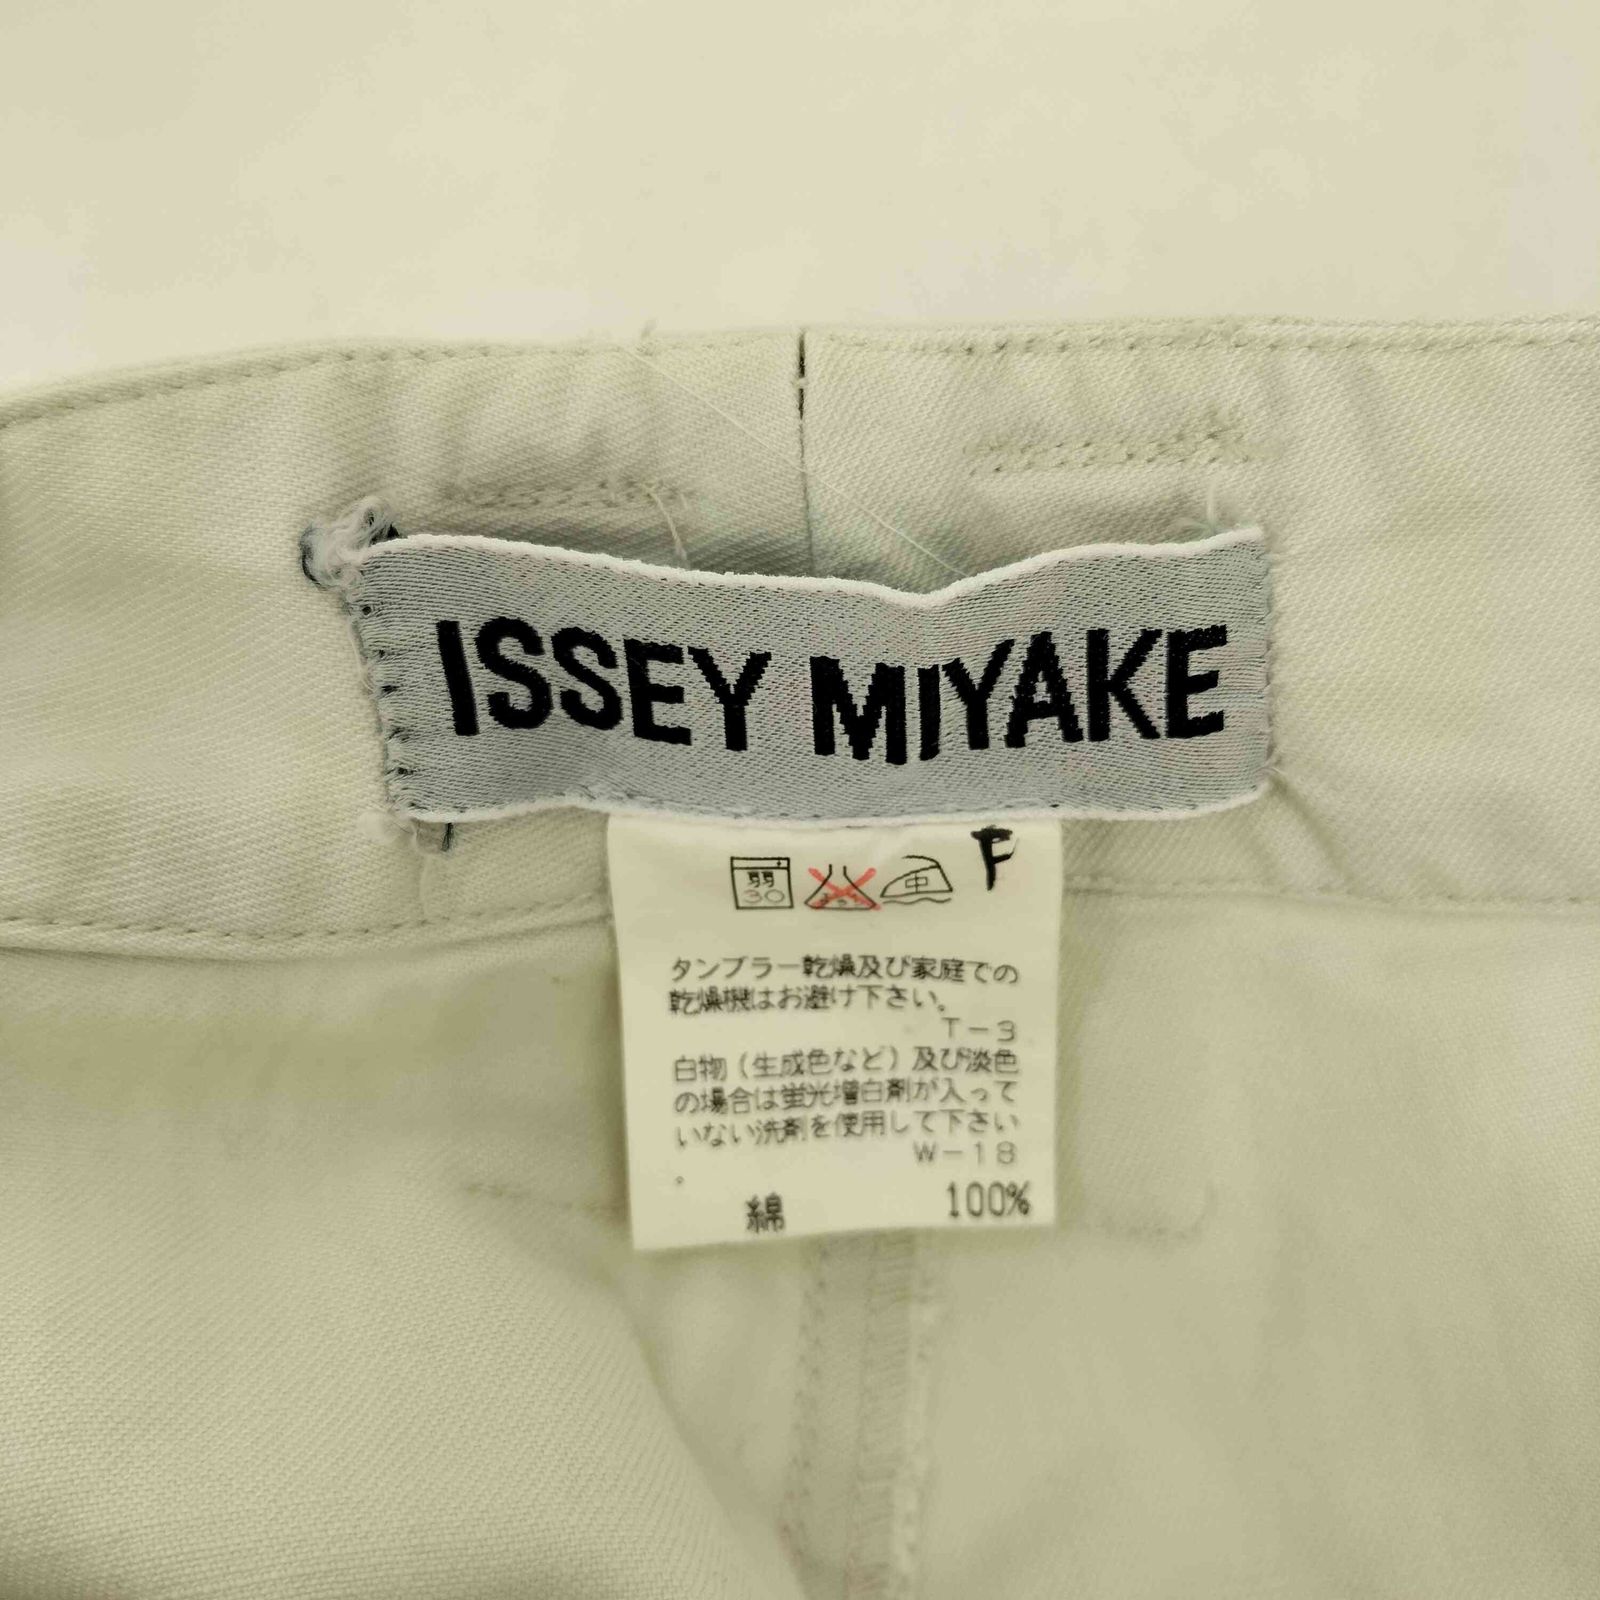 ISSEY MIYAKE
F
弱
30
中
タンブラー乾燥及び家庭での
乾燥機はお避け下さい。
T-3
白物（生成色など）及び淡色
の場合は蛍光増白剤が入って
いない洗剤を使用して下さい
W-18
。
綿 100%